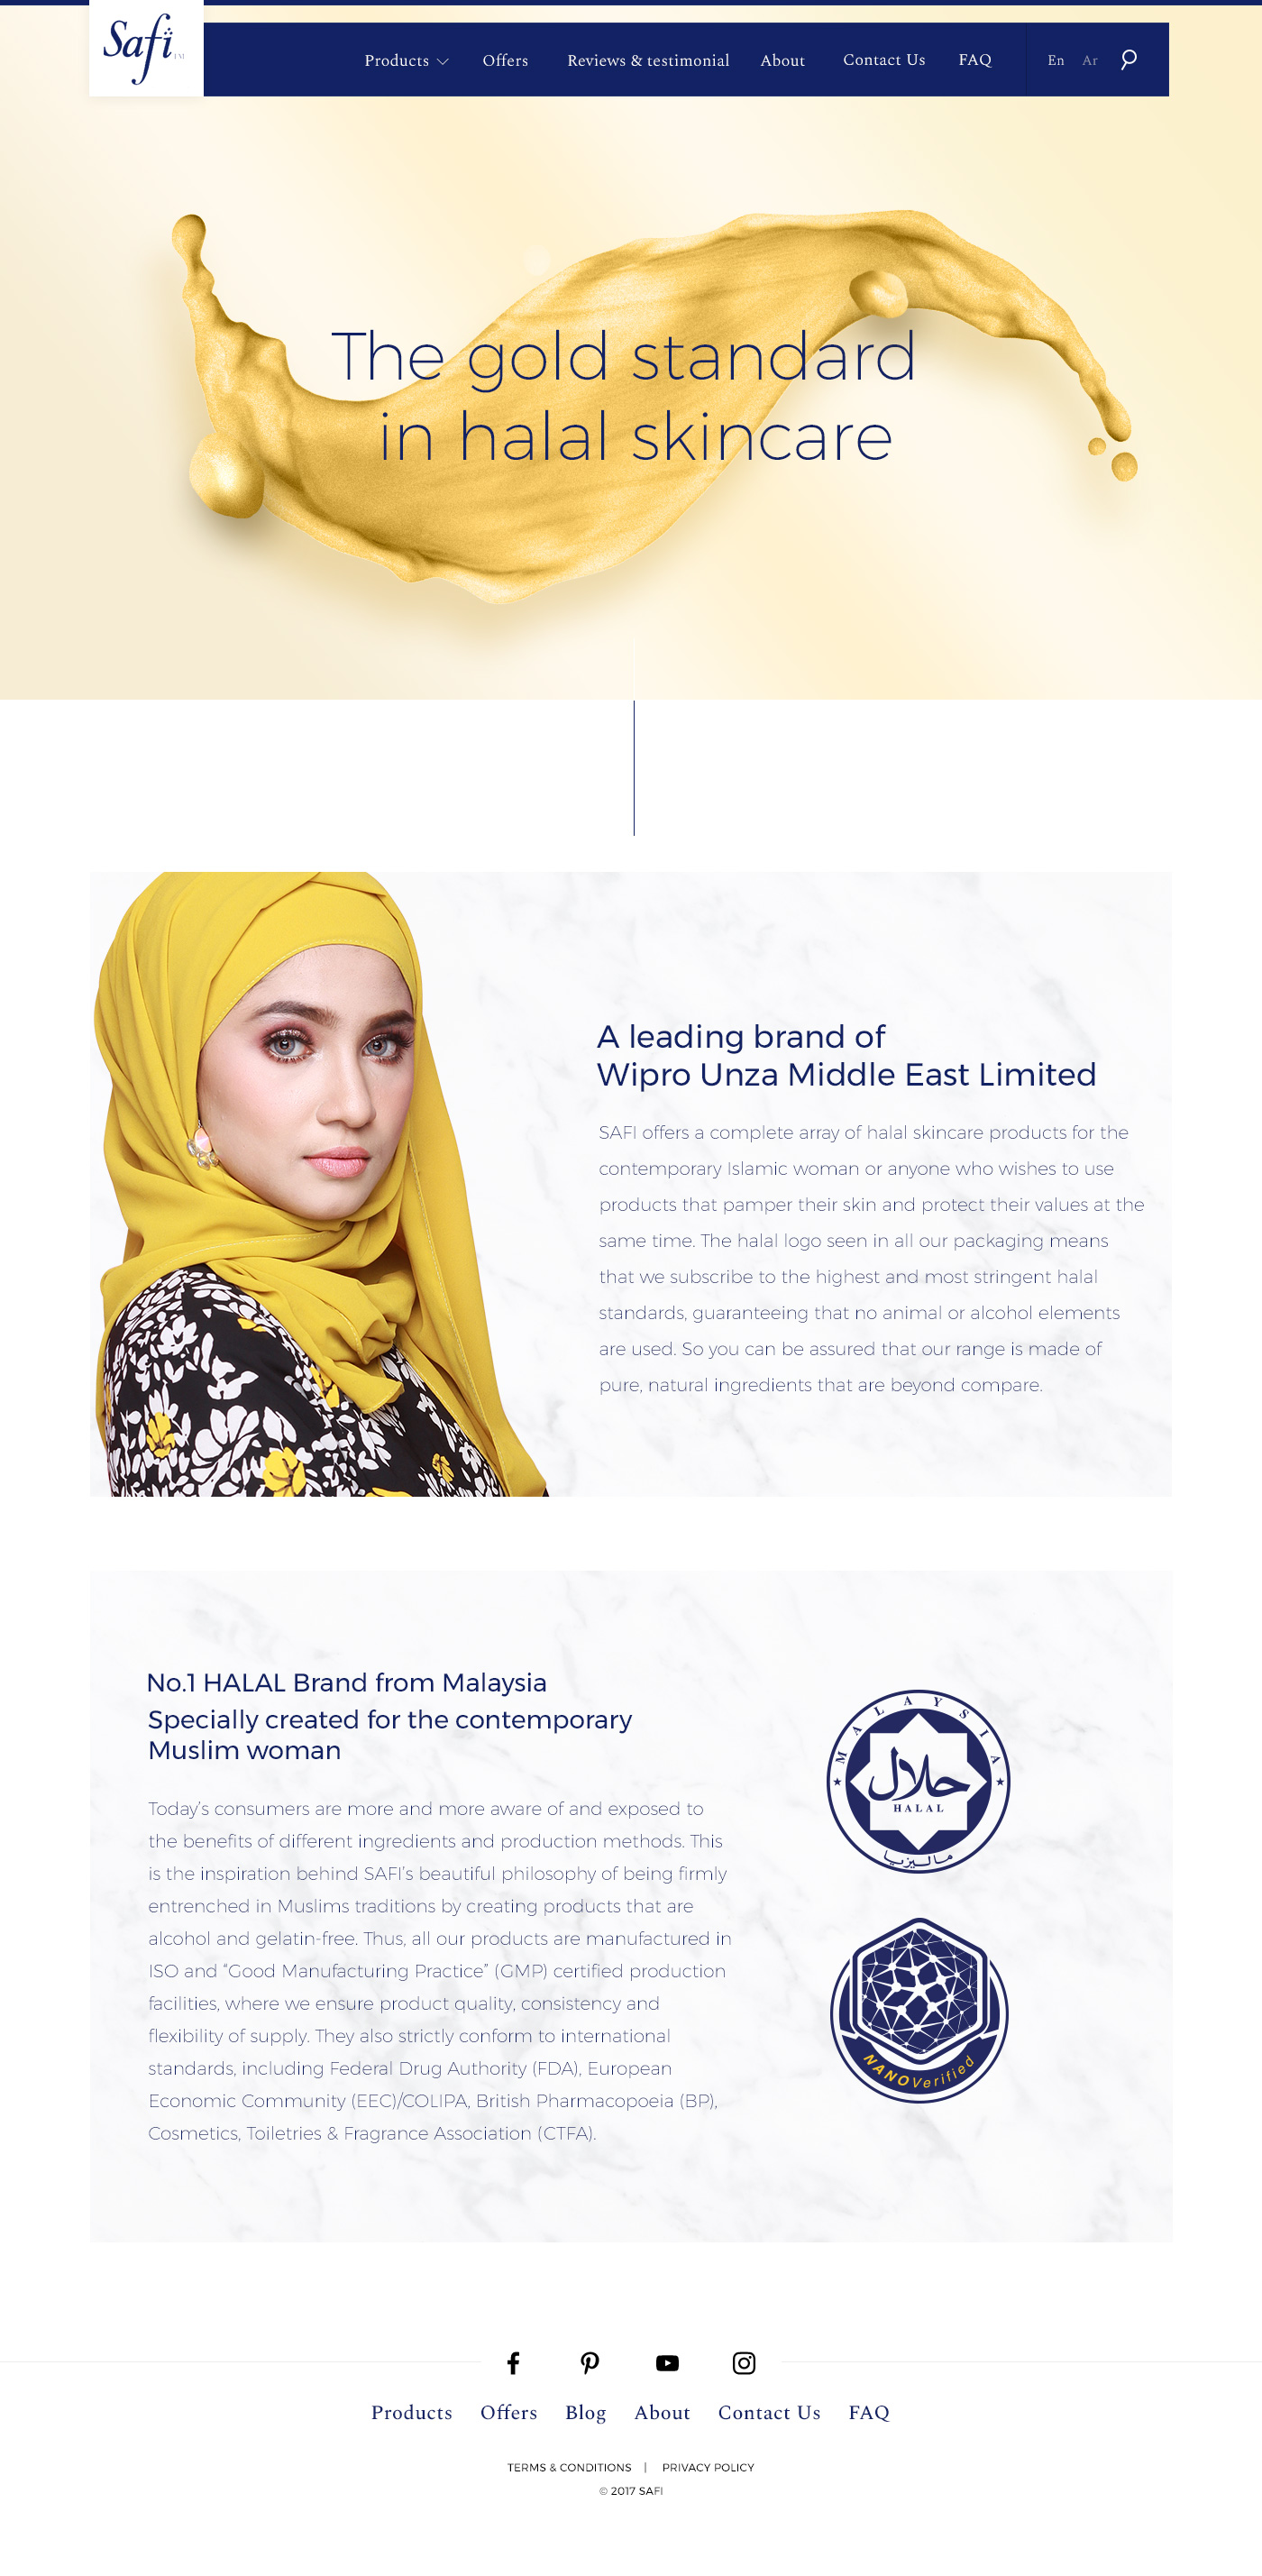 Safi
TM
Products
Offers
Reviews & testimonial
About
Contact Us
FAQ
En
Ar
The gold standard
in halal skincare
A leading brand of
Wipro Unza Middle East Limited
SAFI offers a complete array of halal skincare products for the
contemporary Islamic woman or anyone who wishes to use
products that pamper their skin and protect their values at the
same time. The halal logo seen in all our packaging means
that we subscribe to the highest and most stringent halal
standards, guaranteeing that no animal or alcohol elements
are used. So you can be assured that our range is made of
pure, natural ingredients that are beyond compare.
No.1 HALAL Brand from Malaysia
Specially created for the contemporary
Muslim woman
Today's consumers are more and more aware of and exposed to
the benefits of different ingredients and production methods. This
is the inspiration behind SAFI's beautiful philosophy of being firmly
entrenched in Muslims traditions by creating products that are
alcohol and gelatin-free. Thus, all our products are manufactured in
ISO and “Good Manufacturing Practice” (GMP) certified production
facilities, where we ensure product quality, consistency and
flexibility of supply. They also strictly conform to international
standards, including Federal Drug Authority (FDA), European
Economic Community (EEC)/COLIPA, British Pharmacopoeia (BP),
Cosmetics, Toiletries & Fragrance Association (CTFA).
MALAYSIA
حلال
HALAL
ماليزيا
NANOVerified
Products
Offers
Blog
About
Contact Us
FAQ
TERMS & CONDITIONS | PRIVACY POLICY
© 2017 SAFI